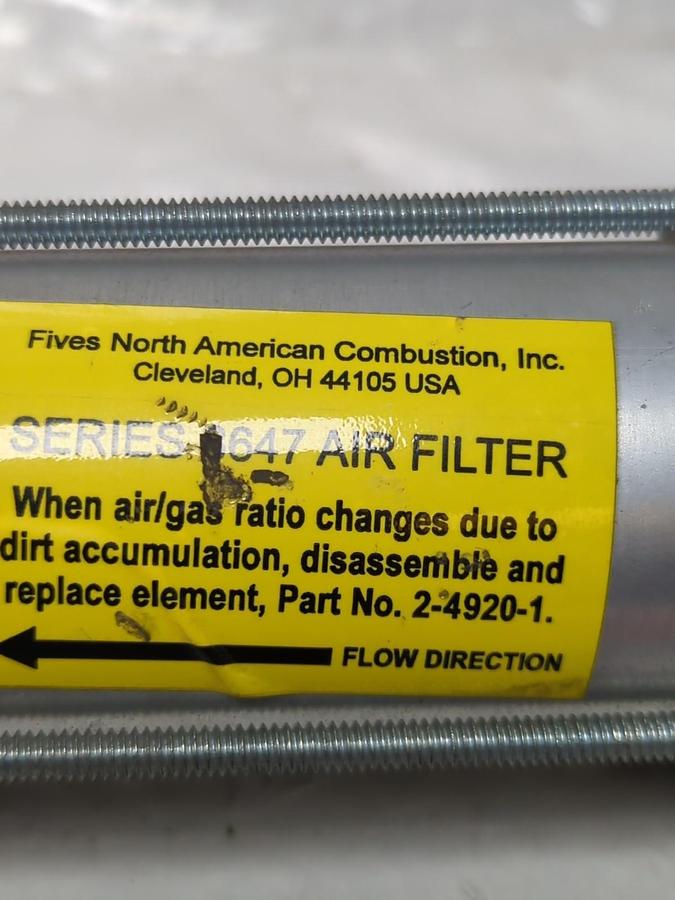 Fives North American Combustion, Inc.
Cleveland, OH 44105 USA
SERIES AIR FILTER
When air/gas ratio changes due to
dirt accumulation, disassemble and
replace element, Part No. 2-4920-1.
FLOW DIRECTION